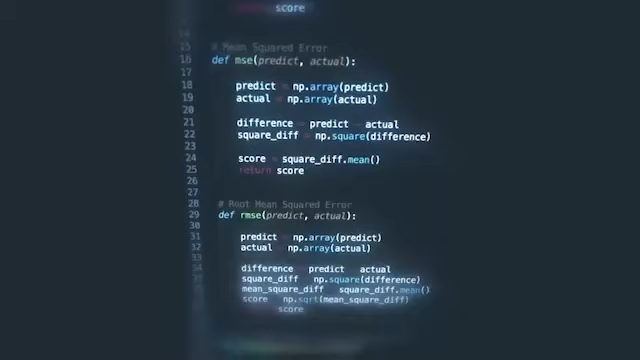 return score
15 # Mean Squared Error
16 def mse(predict, actual):
17
18 predict = np.array(predict)
19 actual = np.array(actual)
20
21 difference = predict - actual
22 square_diff = np.square(difference)
23
24 score = square_diff.mean()
25 return score
26
27
28 # Root Mean Squared Error
29 def rmse(predict, actual):
30
31 predict = np.array(predict)
32 actual np.array(actual)
33
34 difference predict actual
square_diff np.square(difference)
mean_square_diff square_diff.mean()
score np.sqrt(mean_square_diff)
score